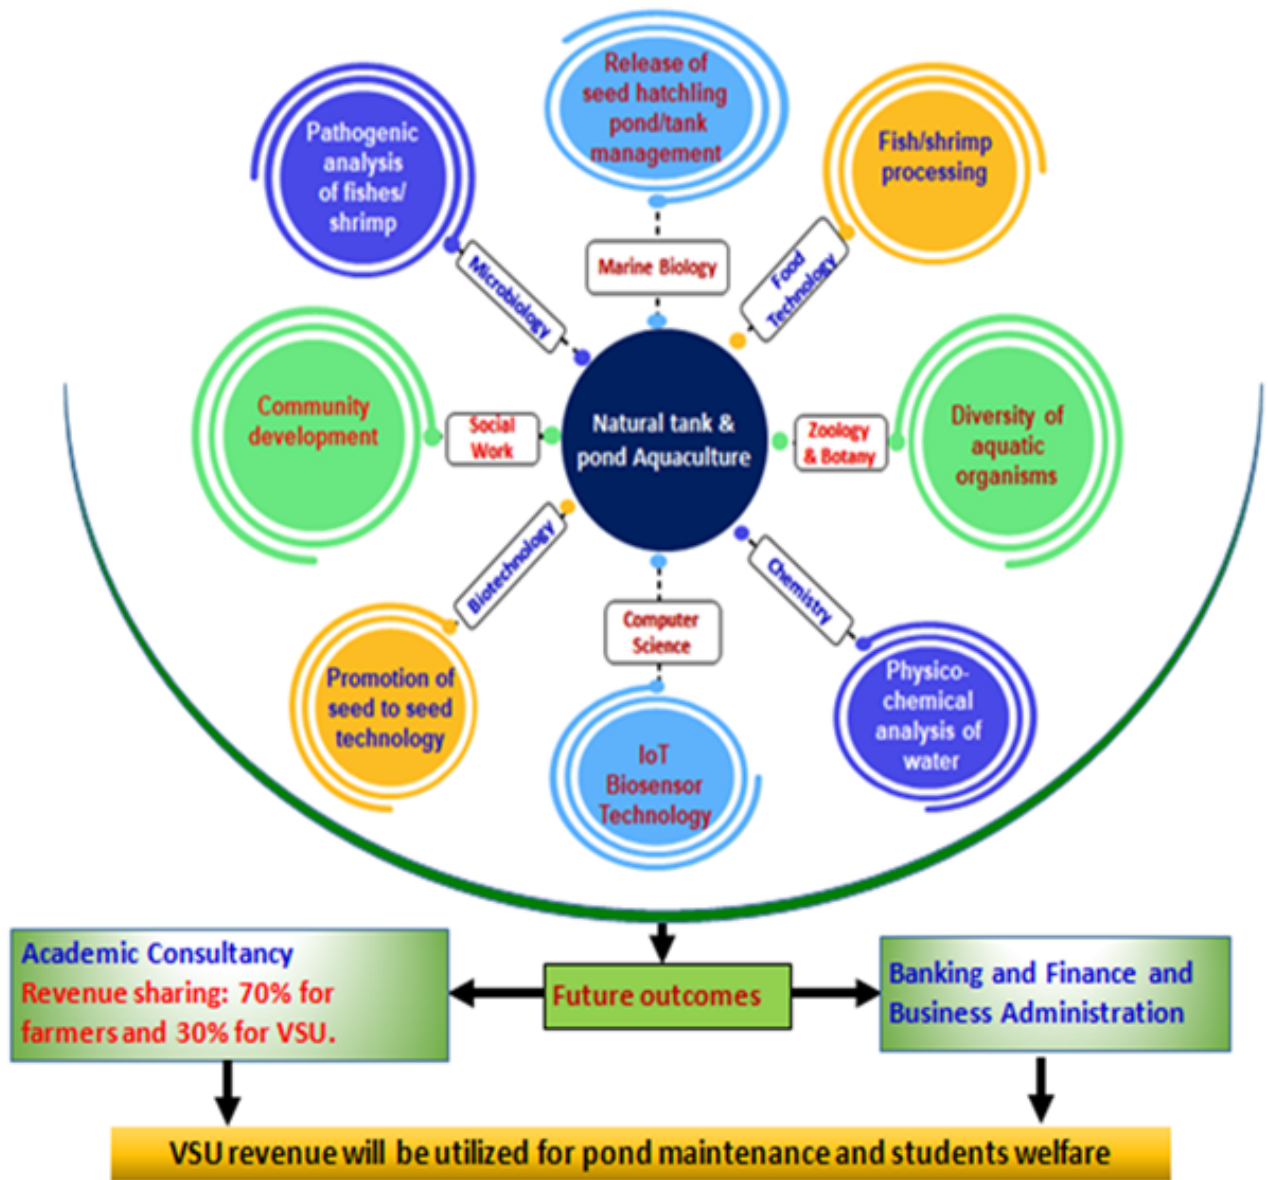 Release of
seed hatchling
pond/tank
management
Pathogenic
analysis
of fishes/
shrimp
Fish/shrimp
processing
Marine Biology
Microbiology
Food
Technology
Community
development
Social
Work
Natural tank &
pond Aquaculture
Zoology
& Botany
Diversity of
aquatic
organisms
Biotechnology
Computer
Science
Chemistry
Promotion of
seed to seed
technology
IoT
Biosensor
Technology
Physico-
chemical
analysis of
water
Academic Consultancy
Revenue sharing: 70% for
farmers and 30% for VSU.
Future outcomes
Banking and Finance and
Business Administration
VSU revenue will be utilized for pond maintenance and students welfare